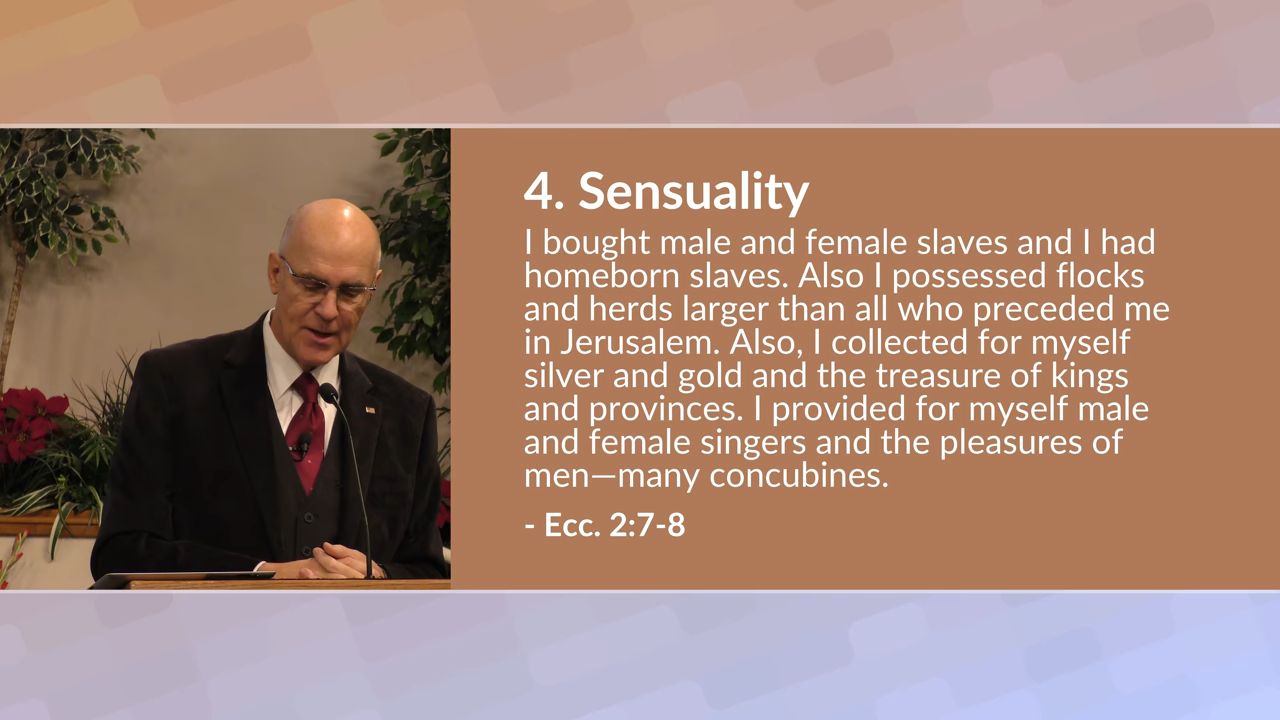 4. Sensuality
I bought male and female slaves and I had
homeborn slaves. Also I possessed flocks
and herds larger than all who preceded me
in Jerusalem. Also, I collected for myself
silver and gold and the treasure of kings
and provinces. I provided for myself male
and female singers and the pleasures of
men—many concubines.
- Ecc. 2:7-8